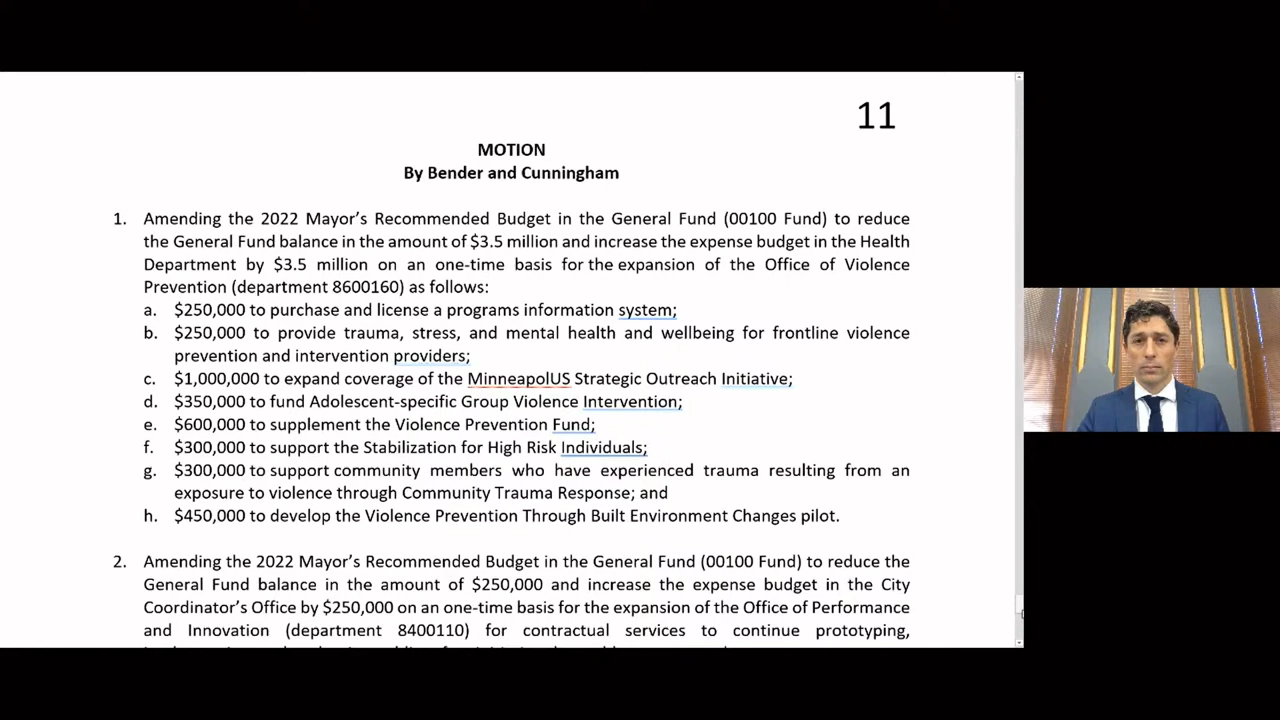 11
MOTION
By Bender and Cunningham
1. Amending the 2022 Mayor's Recommended Budget in the General Fund (00100 Fund) to reduce
the General Fund balance in the amount of $3.5 million and increase the expense budget in the Health
Department by $3.5 million on an one-time basis for the expansion of the Office of Violence
Prevention (department 8600160) as follows:
a. $250,000 to purchase and license a programs information system;
b. $250,000 to provide trauma, stress, and mental health and wellbeing for frontline violence
prevention and intervention providers;
c. $1,000,000 to expand coverage of the MinneapolUS Strategic Outreach Initiative;
d. $350,000 to fund Adolescent-specific Group Violence Intervention;
e. $600,000 to supplement the Violence Prevention Fund;
f. $300,000 to support the Stabilization for High Risk Individuals;
g. $300,000 to support community members who have experienced trauma resulting from an
exposure to violence through Community Trauma Response; and
h. $450,000 to develop the Violence Prevention Through Built Environment Changes pilot.
2. Amending the 2022 Mayor's Recommended Budget in the General Fund (00100 Fund) to reduce the
General Fund balance in the amount of $250,000 and increase the expense budget in the City
Coordinator's Office by $250,000 on an one-time basis for the expansion of the Office of Performance
and Innovation (department 8400110) for contractual services to continue prototyping,